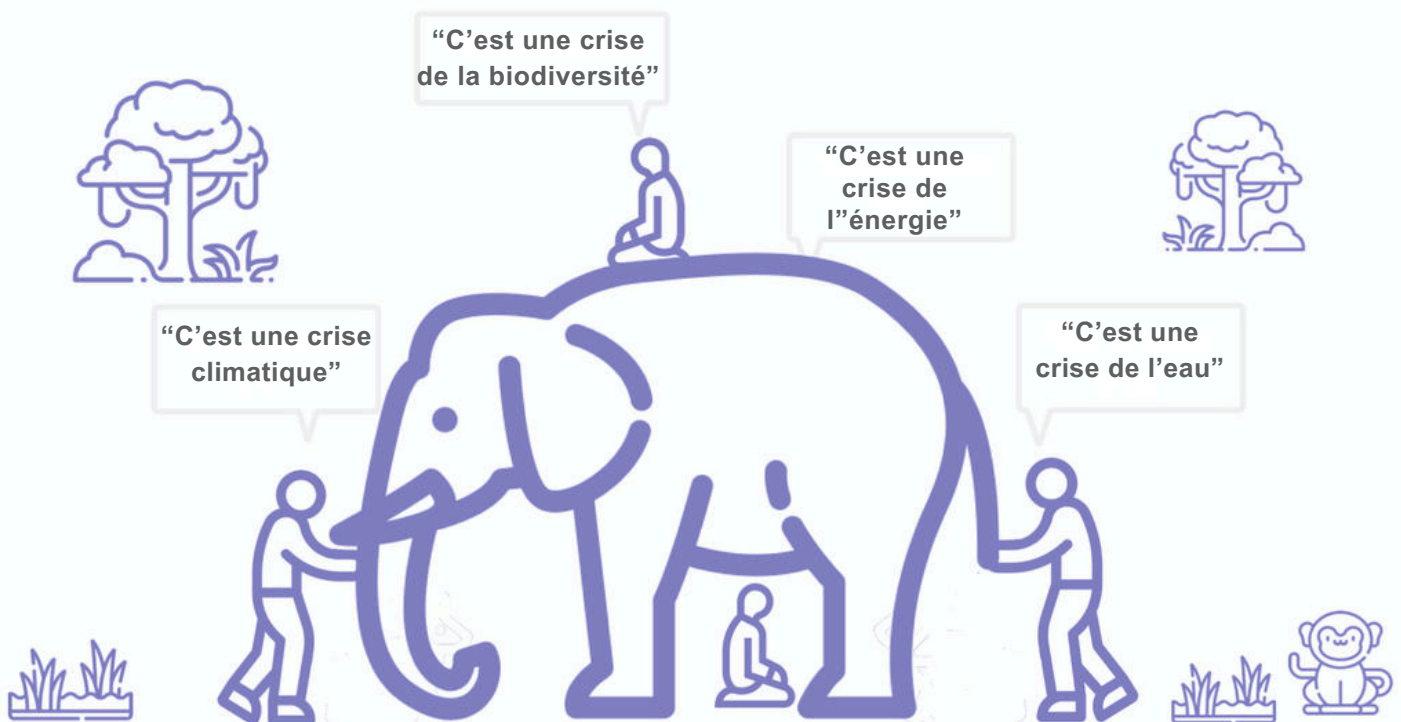 “C’est une crise
de la biodiversité”
“C’est une
crise de
l’’énergie”
“C’est une crise
climatique”
“C’est une
crise de l’eau”